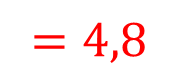 = 4,8